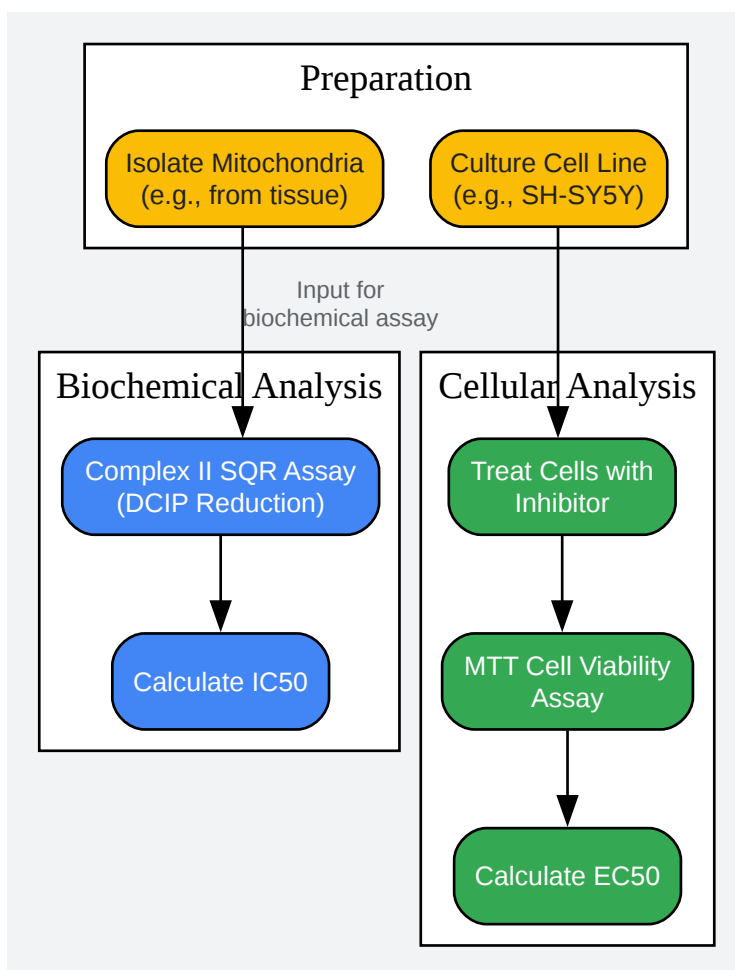 Preparation
Isolate Mitochondria
(e.g., from tissue)
Culture Cell Line
(e.g., SH-SY5Y)
Input for
biochemical assay
Biochemical Analysis
Complex II SQR Assay
(DCIP Reduction)
Calculate IC50
Cellular Analysis
Treat Cells with
Inhibitor
MTT Cell Viability
Assay
Calculate EC50